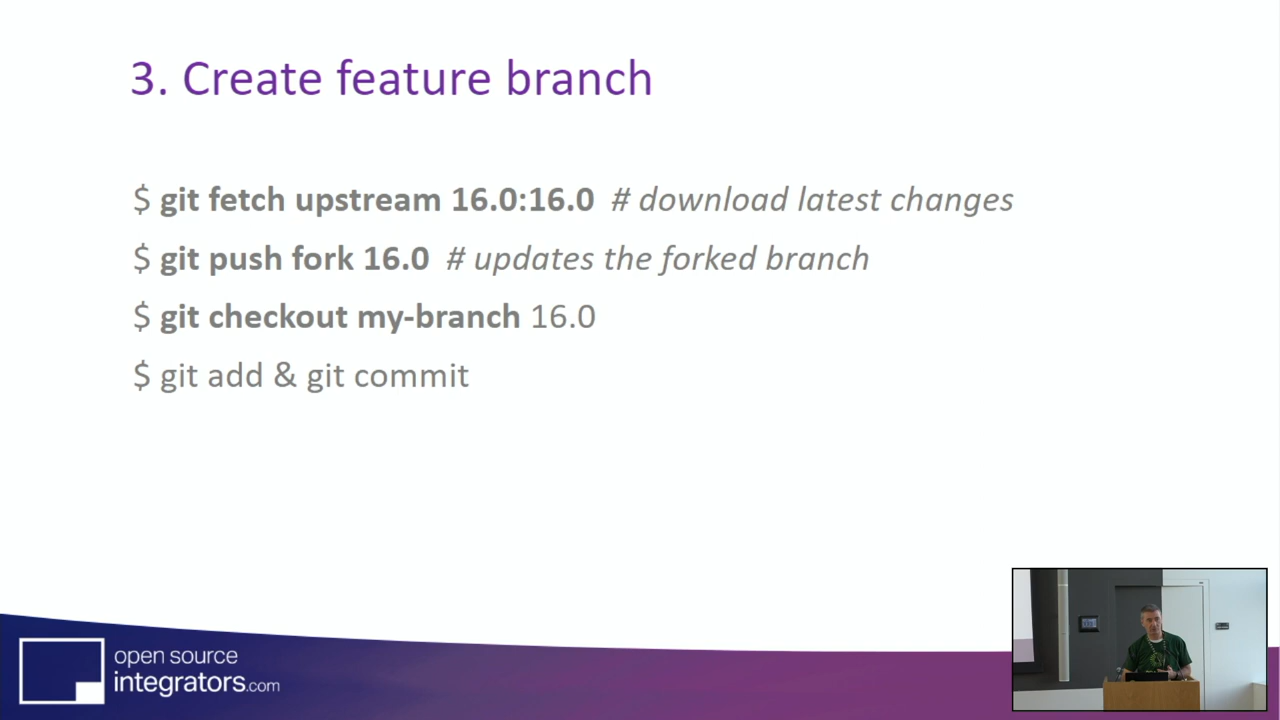 3. Create feature branch
$ git fetch upstream 16.0:16.0 # download latest changes
$ git push fork 16.0 # updates the forked branch
$ git checkout my-branch 16.0
$ git add & git commit
open source
integrators.com